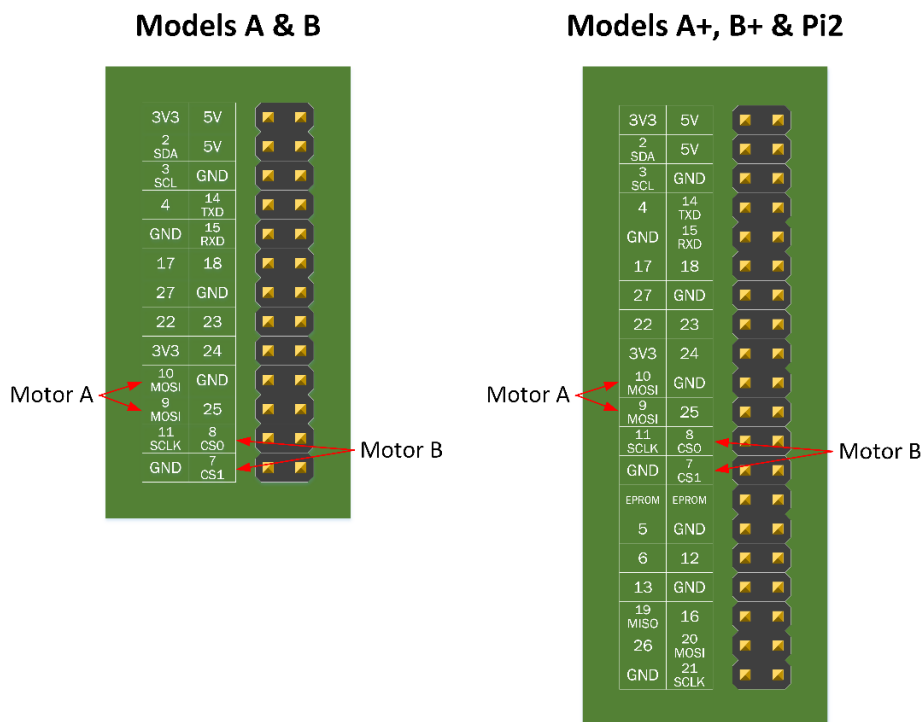 Models A & B
3V3 5V
2
SDA 5V
3
SCL GND
4 14
TXD
GND 15
RXD
17 18
27 GND
22 23
3V3 24
10
MOSI GND
9
MOSI 25
11
SCLK 8
CS0
GND 7
CS1
Motor A
Motor B
Models A+, B+ & Pi2
3V3 5V
2
SDA 5V
3
SCL GND
4 14
TXD
GND 15
RXD
17 18
27 GND
22 23
3V3 24
10
MOSI GND
9
MOSI 25
11
SCLK 8
CS0
GND 7
CS1
EPROM EPROM
5 GND
6 12
13 GND
19
MISO 16
26 20
MOSI
GND 21
SCLK
Motor A
Motor B